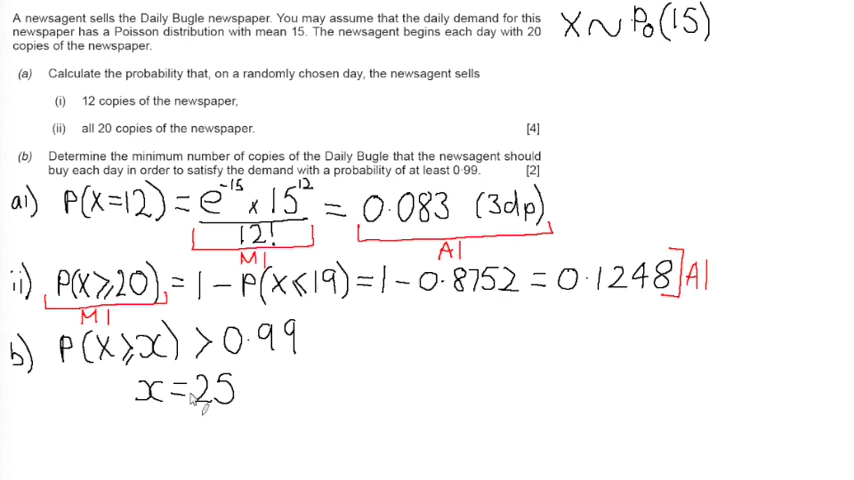 A newsagent sells the Daily Bugle newspaper. You may assume that the daily demand for this
newspaper has a Poisson distribution with mean 15. The newsagent begins each day with 20
copies of the newspaper.
X ~ Po(15)
(a) Calculate the probability that, on a randomly chosen day, the newsagent sells
(i) 12 copies of the newspaper,
(ii) all 20 copies of the newspaper. [4]
(b) Determine the minimum number of copies of the Daily Bugle that the newsagent should
buy each day in order to satisfy the demand with a probability of at least 0·99. [2]
ai) P(X=12) = e^-15 x 15^12 / 12! = 0.083 (3dp)
M1 A1
ii) P(X⩾20) = 1 - P(X⩽19) = 1 - 0.8752 = 0.1248] A1
M1
b) P(X⩾x) > 0.99
x = 25